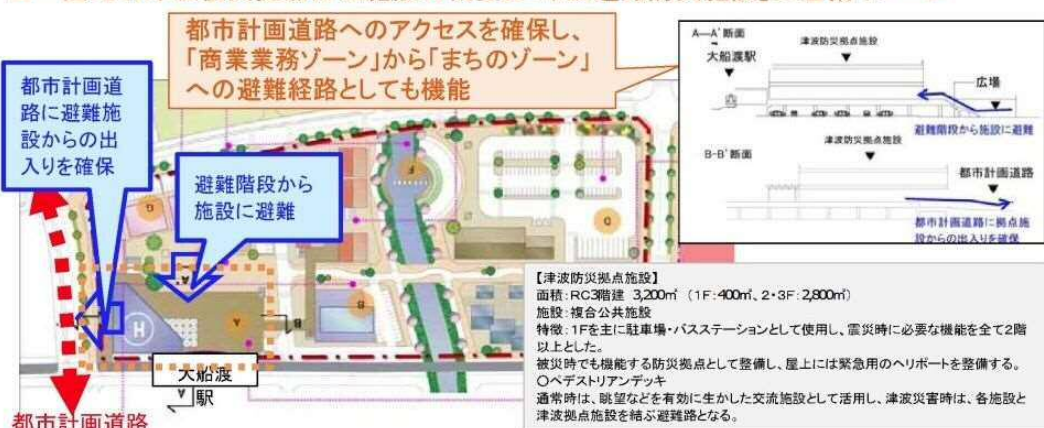 都市計画道路へのアクセスを確保し、
「商業業務ゾーン」から「まちのゾーン」
への避難経路としても機能
都市計画道
路に避難施
設からの出
入りを確保
避難階段から
施設に避難
A—A'断面
津波防災拠点施設
大船渡駅
広場
避難階段から施設に避難
津波防災拠点施設
B-B'断面
都市計画道路
都市計画道路に拠点施
設からの出入りを確保
F
G
D
B
A
H
A'
B
A
大船渡
駅
都市計画道路
【津波防災拠点施設】
面積:RC3階建 3,200㎡ (1F:400㎡、2・3F:2,800㎡)
施設:複合公共施設
特徴:1Fを主に駐車場・バスステーションとして使用し、震災時に必要な機能を全て2階
以上とした。
被災時でも機能する防災拠点として整備し、屋上には緊急用のヘリポートを整備する。
○ペデストリアンデッキ
通常時は、眺望などを有効に生かした交流施設として活用し、津波災害時は、各施設と
津波拠点施設を結ぶ避難路となる。